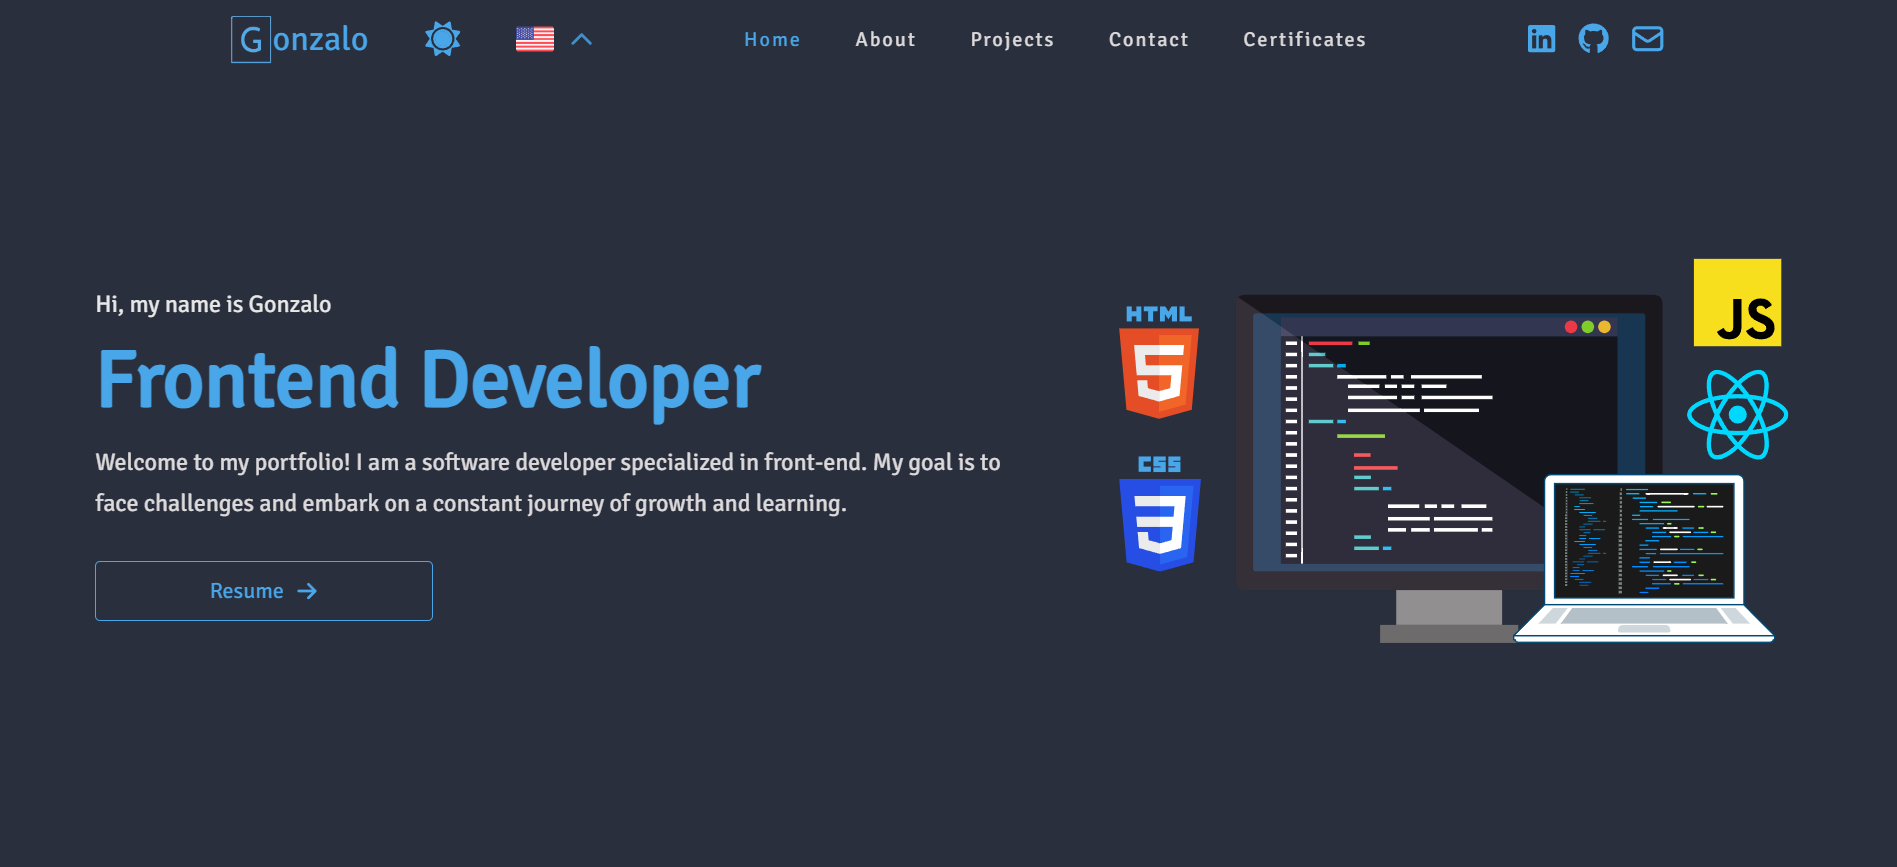 Gonzalo
Home About Projects Contact Certificates
Hi, my name is Gonzalo
Frontend Developer
Welcome to my portfolio! I am a software developer specialized in front-end. My goal is to
face challenges and embark on a constant journey of growth and learning.
Resume
HTML
5
CSS
3
JS
in